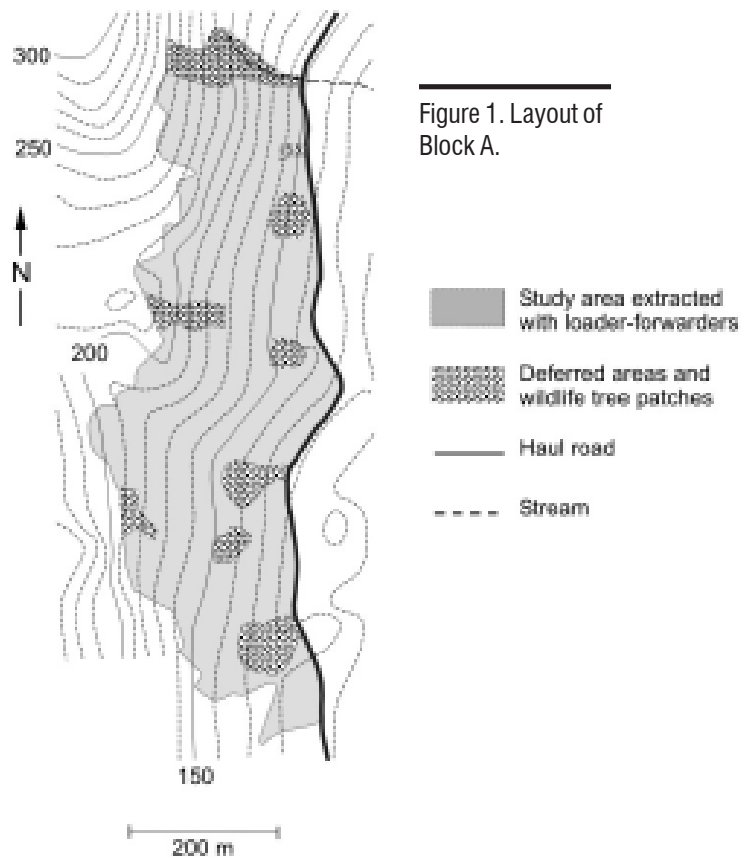 300
Figure 1. Layout of
Block A.
250
N
Study area extracted
with loader-forwarders
200
Deferred areas and
wildlife tree patches
Haul road
Stream
150
200 m